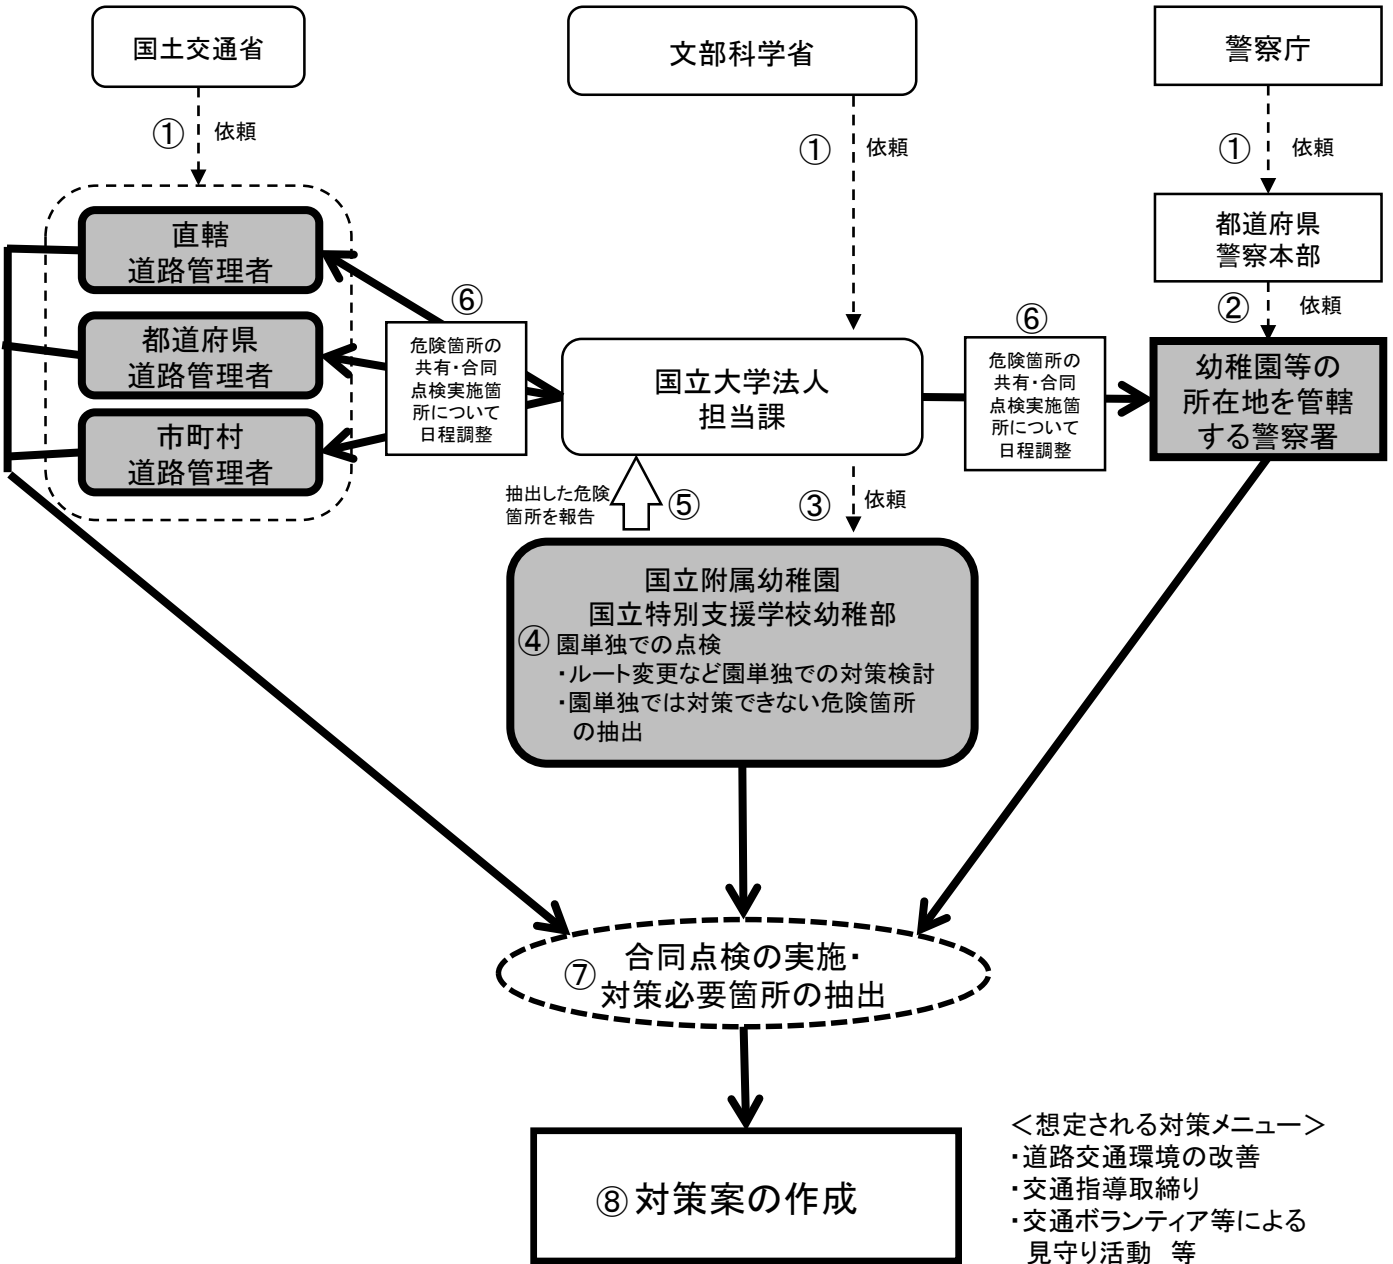 国土交通省
文部科学省
警察庁
① 依頼
① 依頼
① 依頼
直轄
道路管理者
都道府県
警察本部
② 依頼
都道府県
道路管理者
市町村
道路管理者
⑥
危険箇所の
共有・合同
点検実施箇
所について
日程調整
国立大学法人
担当課
⑥
危険箇所の
共有・合同
点検実施箇
所について
日程調整
幼稚園等の
所在地を管轄
する警察署
抽出した危険
箇所を報告
⑤
③ 依頼
国立附属幼稚園
国立特別支援学校幼稚部
④ 園単独での点検
・ルート変更など園単独での対策検討
・園単独では対策できない危険箇所
の抽出
⑦
合同点検の実施・
対策必要箇所の抽出
⑧ 対策案の作成
＜想定される対策メニュー＞
・道路交通環境の改善
・交通指導取締り
・交通ボランティア等による
見守り活動　等